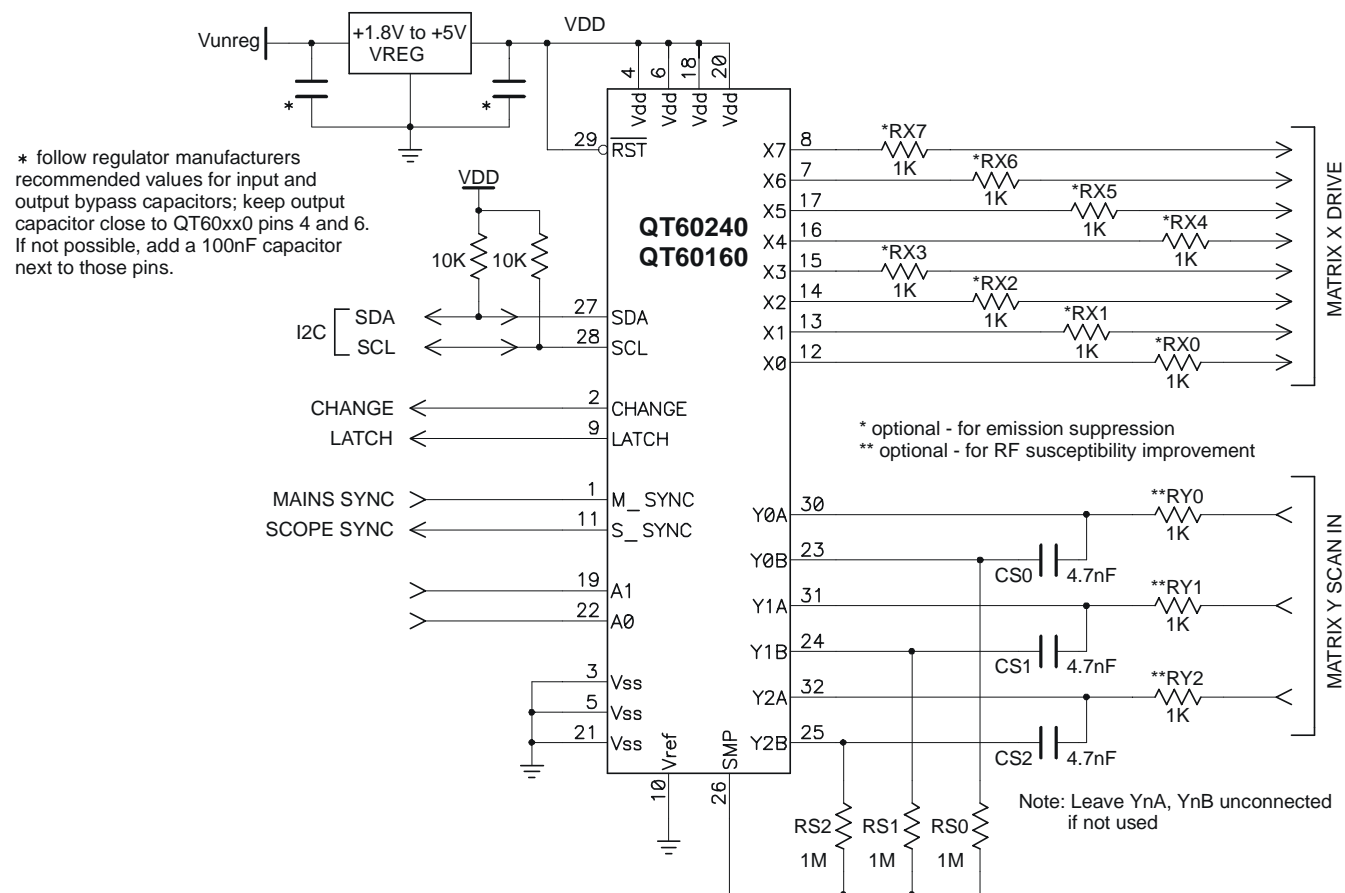 Vunreg
+1.8V to +5V
VREG
VDD
*
*
4
6
18
20
Vdd
Vdd
Vdd
Vdd
29
RST
* follow regulator manufacturers
recommended values for input and
output bypass capacitors; keep output
capacitor close to QT60xx0 pins 4 and 6.
If not possible, add a 100nF capacitor
next to those pins.
VDD
10K
10K
QT60240
QT60160
I2C
SDA
SCL
27
SDA
28
SCL
CHANGE
2
CHANGE
LATCH
9
LATCH
MAINS SYNC
1
M_SYNC
SCOPE SYNC
11
S_SYNC
19
A1
22
A0
3
Vss
5
Vss
21
Vss
Vref
10
SMP
26
X7
8
*RX7
1K
X6
7
*RX6
1K
X5
17
*RX5
1K
X4
16
*RX4
1K
X3
15
*RX3
1K
X2
14
*RX2
1K
X1
13
*RX1
1K
X0
12
*RX0
1K
MATRIX X DRIVE
* optional - for emission suppression
** optional - for RF susceptibility improvement
Y0A
30
**RY0
1K
Y0B
23
CS0
4.7nF
Y1A
31
**RY1
1K
Y1B
24
CS1
4.7nF
Y2A
32
**RY2
1K
Y2B
25
CS2
4.7nF
MATRIX Y SCAN IN
Note: Leave YnA, YnB unconnected
if not used
RS2
1M
RS1
1M
RS0
1M